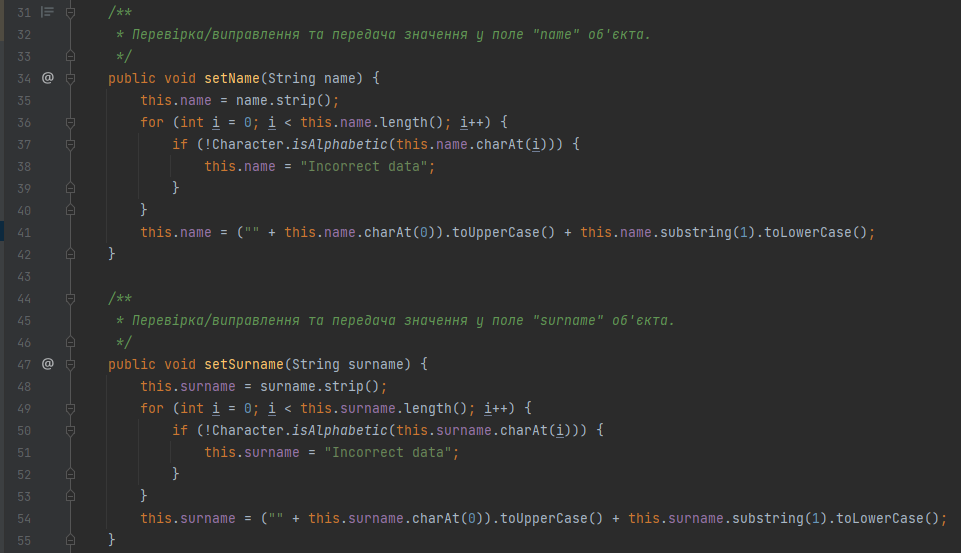 31 /**
32 * Перевірка/виправлення та передача значення у поле "name" об'єкта.
33 */
34 @ public void setName(String name) {
35 this.name = name.strip();
36 for (int i = 0; i < this.name.length(); i++) {
37 if (!Character.isAlphabetic(this.name.charAt(i))) {
38 this.name = "Incorrect data";
39 }
40 }
41 this.name = ("" + this.name.charAt(0)).toUpperCase() + this.name.substring(1).toLowerCase();
42 }
43
44 /**
45 * Перевірка/виправлення та передача значення у поле "surname" об'єкта.
46 */
47 @ public void setSurname(String surname) {
48 this.surname = surname.strip();
49 for (int i = 0; i < this.surname.length(); i++) {
50 if (!Character.isAlphabetic(this.surname.charAt(i))) {
51 this.surname = "Incorrect data";
52 }
53 }
54 this.surname = ("" + this.surname.charAt(0)).toUpperCase() + this.surname.substring(1).toLowerCase();
55 }